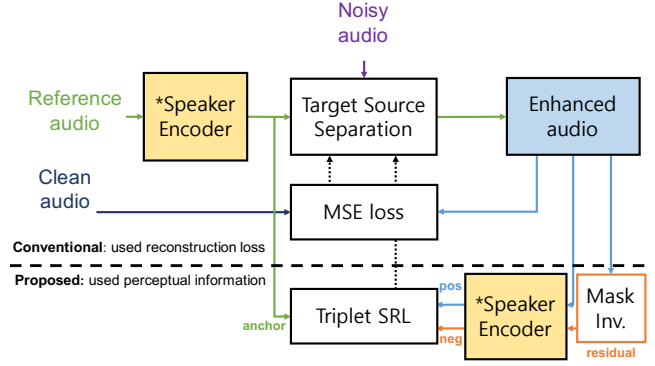 Noisy
audio
Reference
audio
*Speaker
Encoder
Target Source
Separation
Enhanced
audio
Clean
audio
MSE loss
Conventional: used reconstruction loss
Proposed: used perceptual information
anchor
Triplet SRL
pos
neg
*Speaker
Encoder
Mask
Inv.
residual